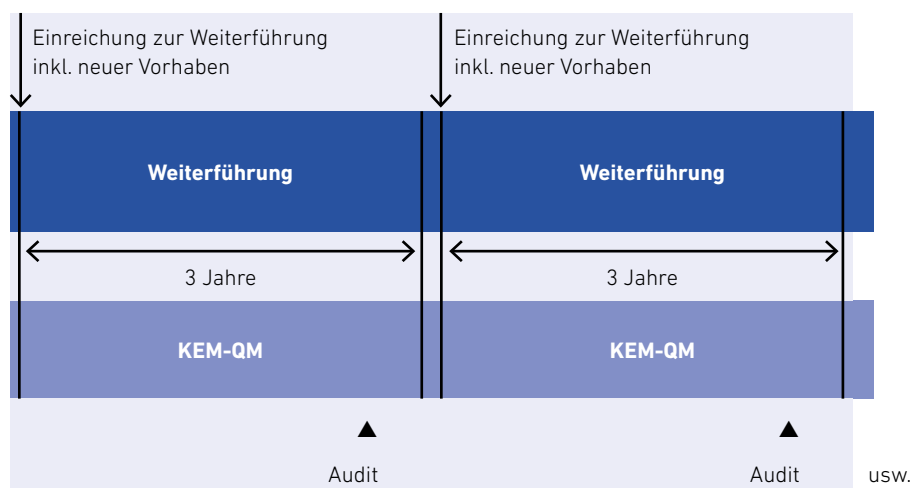 Einreichung zur Weiterführung
inkl. neuer Vorhaben
Einreichung zur Weiterführung
inkl. neuer Vorhaben
Weiterführung
Weiterführung
3 Jahre
3 Jahre
KEM-QM
KEM-QM
Audit
Audit
usw.